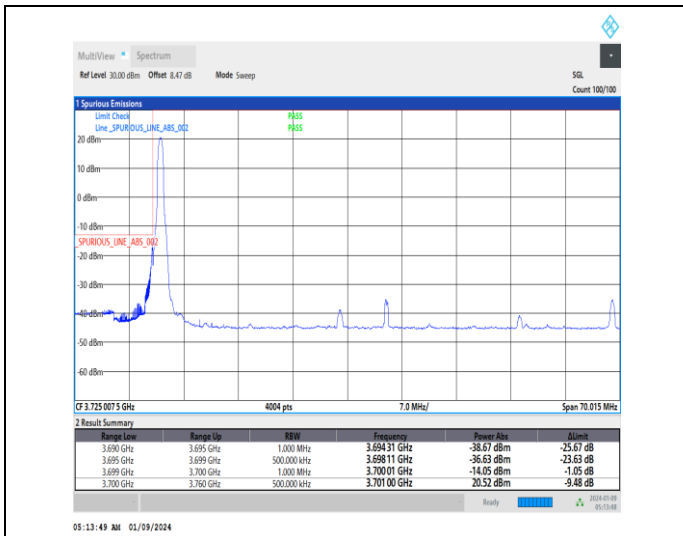 MultiView Spectrum
Ref Level 30.00 dBm Offset 8.47 dB Mode Sweep SGL
Count 100/100
1 Spurious Emissions
Limit Check PASS
Line _SPURIOUS_LINE_ABS_002 PASS
20 dBm
10 dBm
0 dBm
-10 dBm
_SPURIOUS_LINE_ABS_002
-20 dBm
-30 dBm
-40 dBm
-50 dBm
-60 dBm
CF 3.725 007 5 GHz 4004 pts 7.0 MHz/ Span 70.015 MHz
2 Result Summary
Range Low Range Up RBW Frequency Power Abs ΔLimit
3.690 GHz 3.695 GHz 1.000 MHz 3.694 31 GHz -38.67 dBm -25.67 dB
3.695 GHz 3.699 GHz 500.000 kHz 3.698 11 GHz -36.63 dBm -23.63 dB
3.699 GHz 3.700 GHz 1.000 MHz 3.700 01 GHz -14.05 dBm -1.05 dB
3.700 GHz 3.760 GHz 500.000 kHz 3.701 00 GHz 20.52 dBm -9.48 dB
Ready 2024-01-09
05:13:48
05:13:49 AM 01/09/2024